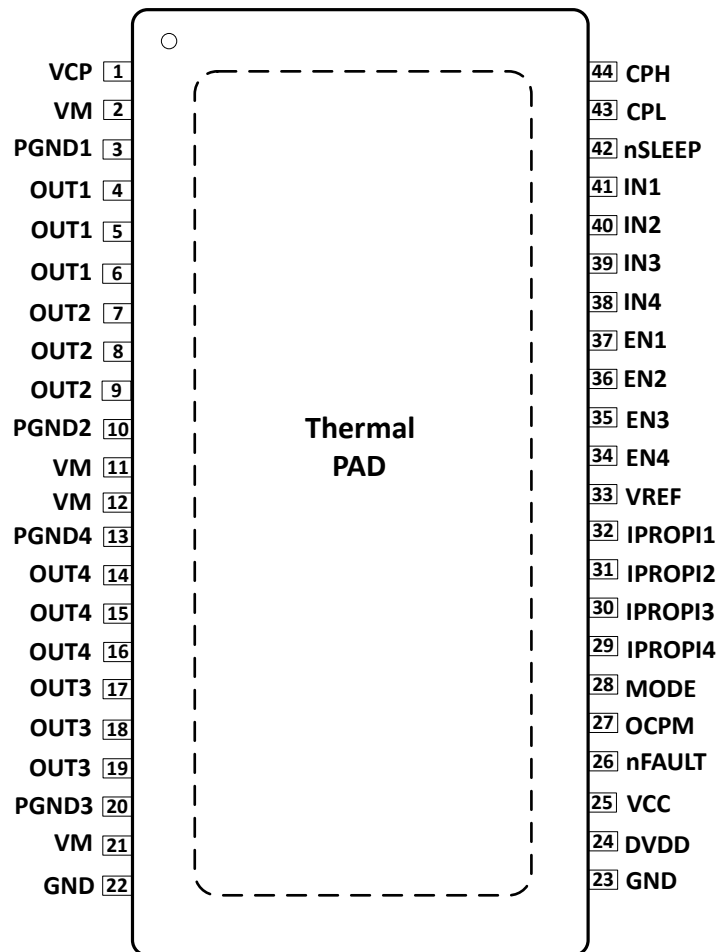 VCP 1
VM 2
PGND1 3
OUT1 4
OUT1 5
OUT1 6
OUT2 7
OUT2 8
OUT2 9
PGND2 10
VM 11
VM 12
PGND4 13
OUT4 14
OUT4 15
OUT4 16
OUT3 17
OUT3 18
OUT3 19
PGND3 20
VM 21
GND 22
Thermal
PAD
44 CPH
43 CPL
42 nSLEEP
41 IN1
40 IN2
39 IN3
38 IN4
37 EN1
36 EN2
35 EN3
34 EN4
33 VREF
32 IPROPI1
31 IPROPI2
30 IPROPI3
29 IPROPI4
28 MODE
27 OCPM
26 nFAULT
25 VCC
24 DVDD
23 GND